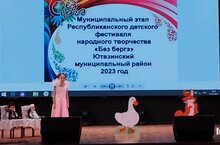 Муниципальный этап
Республиканского детского
фестиваля
народного творчества
«Без бергэ»
Ютазинский
муниципальный район
2023 год